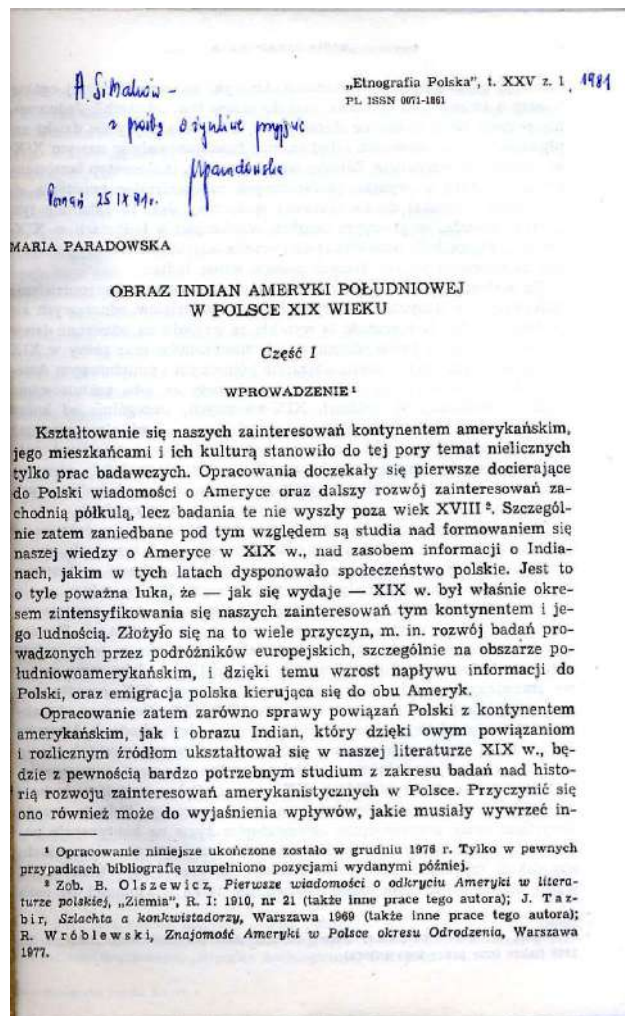 A. Simaków –
z prośbą o życzliwe przyjęcie
MParadowska
Poznań 25 IX 91 r.
„Etnografia Polska”, t. XXV z. 1, 1981
PL ISSN 0071-1861
MARIA PARADOWSKA
OBRAZ INDIAN AMERYKI POŁUDNIOWEJ
W POLSCE XIX WIEKU
Część I
WPROWADZENIE ¹
Kształtowanie się naszych zainteresowań kontynentem amerykańskim,
jego mieszkańcami i ich kulturą stanowiło do tej pory temat nielicznych
tylko prac badawczych. Opracowania doczekały się pierwsze docierające
do Polski wiadomości o Ameryce oraz dalszy rozwój zainteresowań za-
chodnią półkulą, lecz badania te nie wyszły poza wiek XVIII ². Szczegól-
nie zatem zaniedbane pod tym względem są studia nad formowaniem się
naszej wiedzy o Ameryce w XIX w., nad zasobem informacji o India-
nach, jakim w tych latach dysponowało społeczeństwo polskie. Jest to
o tyle poważna luka, że — jak się wydaje — XIX w. był właśnie okre-
sem zintensyfikowania się naszych zainteresowań tym kontynentem i je-
go ludnością. Złożyło się na to wiele przyczyn, m. in. rozwój badań pro-
wadzonych przez podróżników europejskich, szczególnie na obszarze po-
łudniowoamerykańskim, i dzięki temu wzrost napływu informacji do
Polski, oraz emigracja polska kierująca się do obu Ameryk.
Opracowanie zatem zarówno sprawy powiązań Polski z kontynentem
amerykańskim, jak i obrazu Indian, który dzięki owym powiązaniom
i rozlicznym źródłom ukształtował się w naszej literaturze XIX w., bę-
dzie z pewnością bardzo potrzebnym studium z zakresu badań nad histo-
rią rozwoju zainteresowań amerykanistycznych w Polsce. Przyczynić się
ono również może do wyjaśnienia wpływów, jakie musiały wywrzeć in-
¹ Opracowanie niniejsze ukończone zostało w grudniu 1976 r. Tylko w pewnych
przypadkach bibliografię uzupełniono pozycjami wydanymi później.
² Zob. B. Olszewicz, Pierwsze wiadomości o odkryciu Ameryki w litera-
turze polskiej, „Ziemia”, R. I: 1910, nr 21 (także inne prace tego autora); J. Taz-
bir, Szlachta a konkwistadorzy, Warszawa 1969 (także inne prace tego autora);
R. Wróblewski, Znajomość Ameryki w Polsce okresu Odrodzenia, Warszawa
1977.